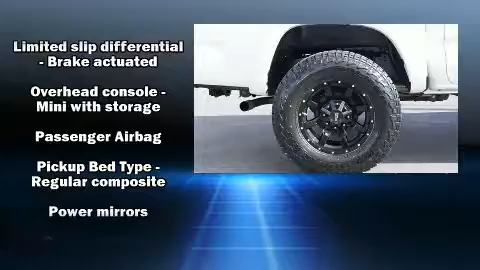 Limited slip differential
- Brake actuated
Overhead console -
Mini with storage
Passenger Airbag
Pickup Bed Type -
Regular composite
Power mirrors